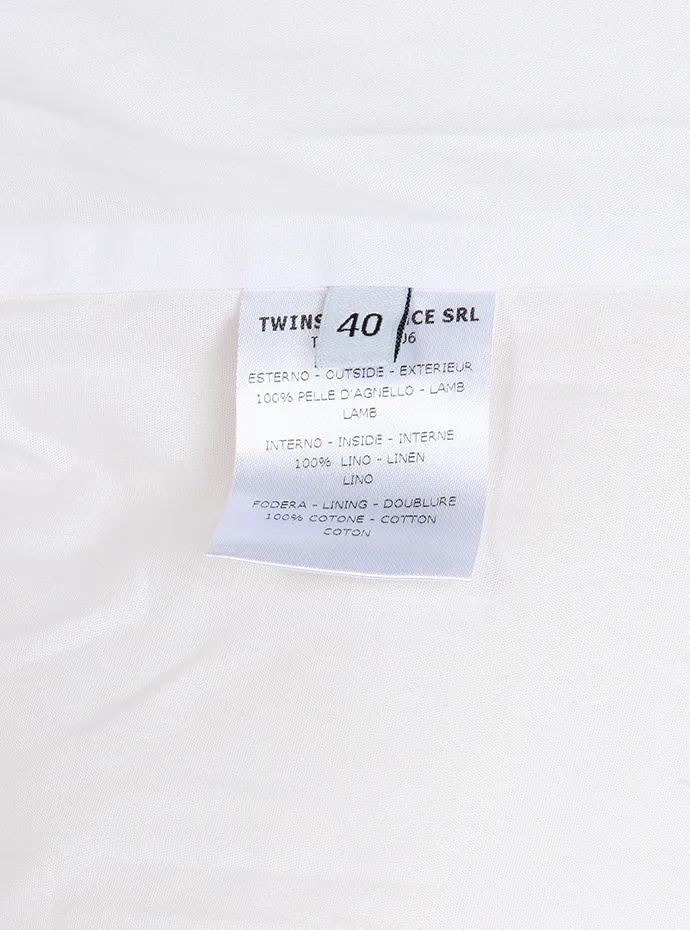 40
TWINS CE SRL
T 06
ESTERNO - OUTSIDE - EXTERIEUR
100% PELLE D'AGNELLO - LAMB
LAMB
INTERNO - INSIDE - INTERNE
100% LINO - LINEN
LINO
FODERA - LINING - DOUBLURE
100% COTONE - COTTON
COTON